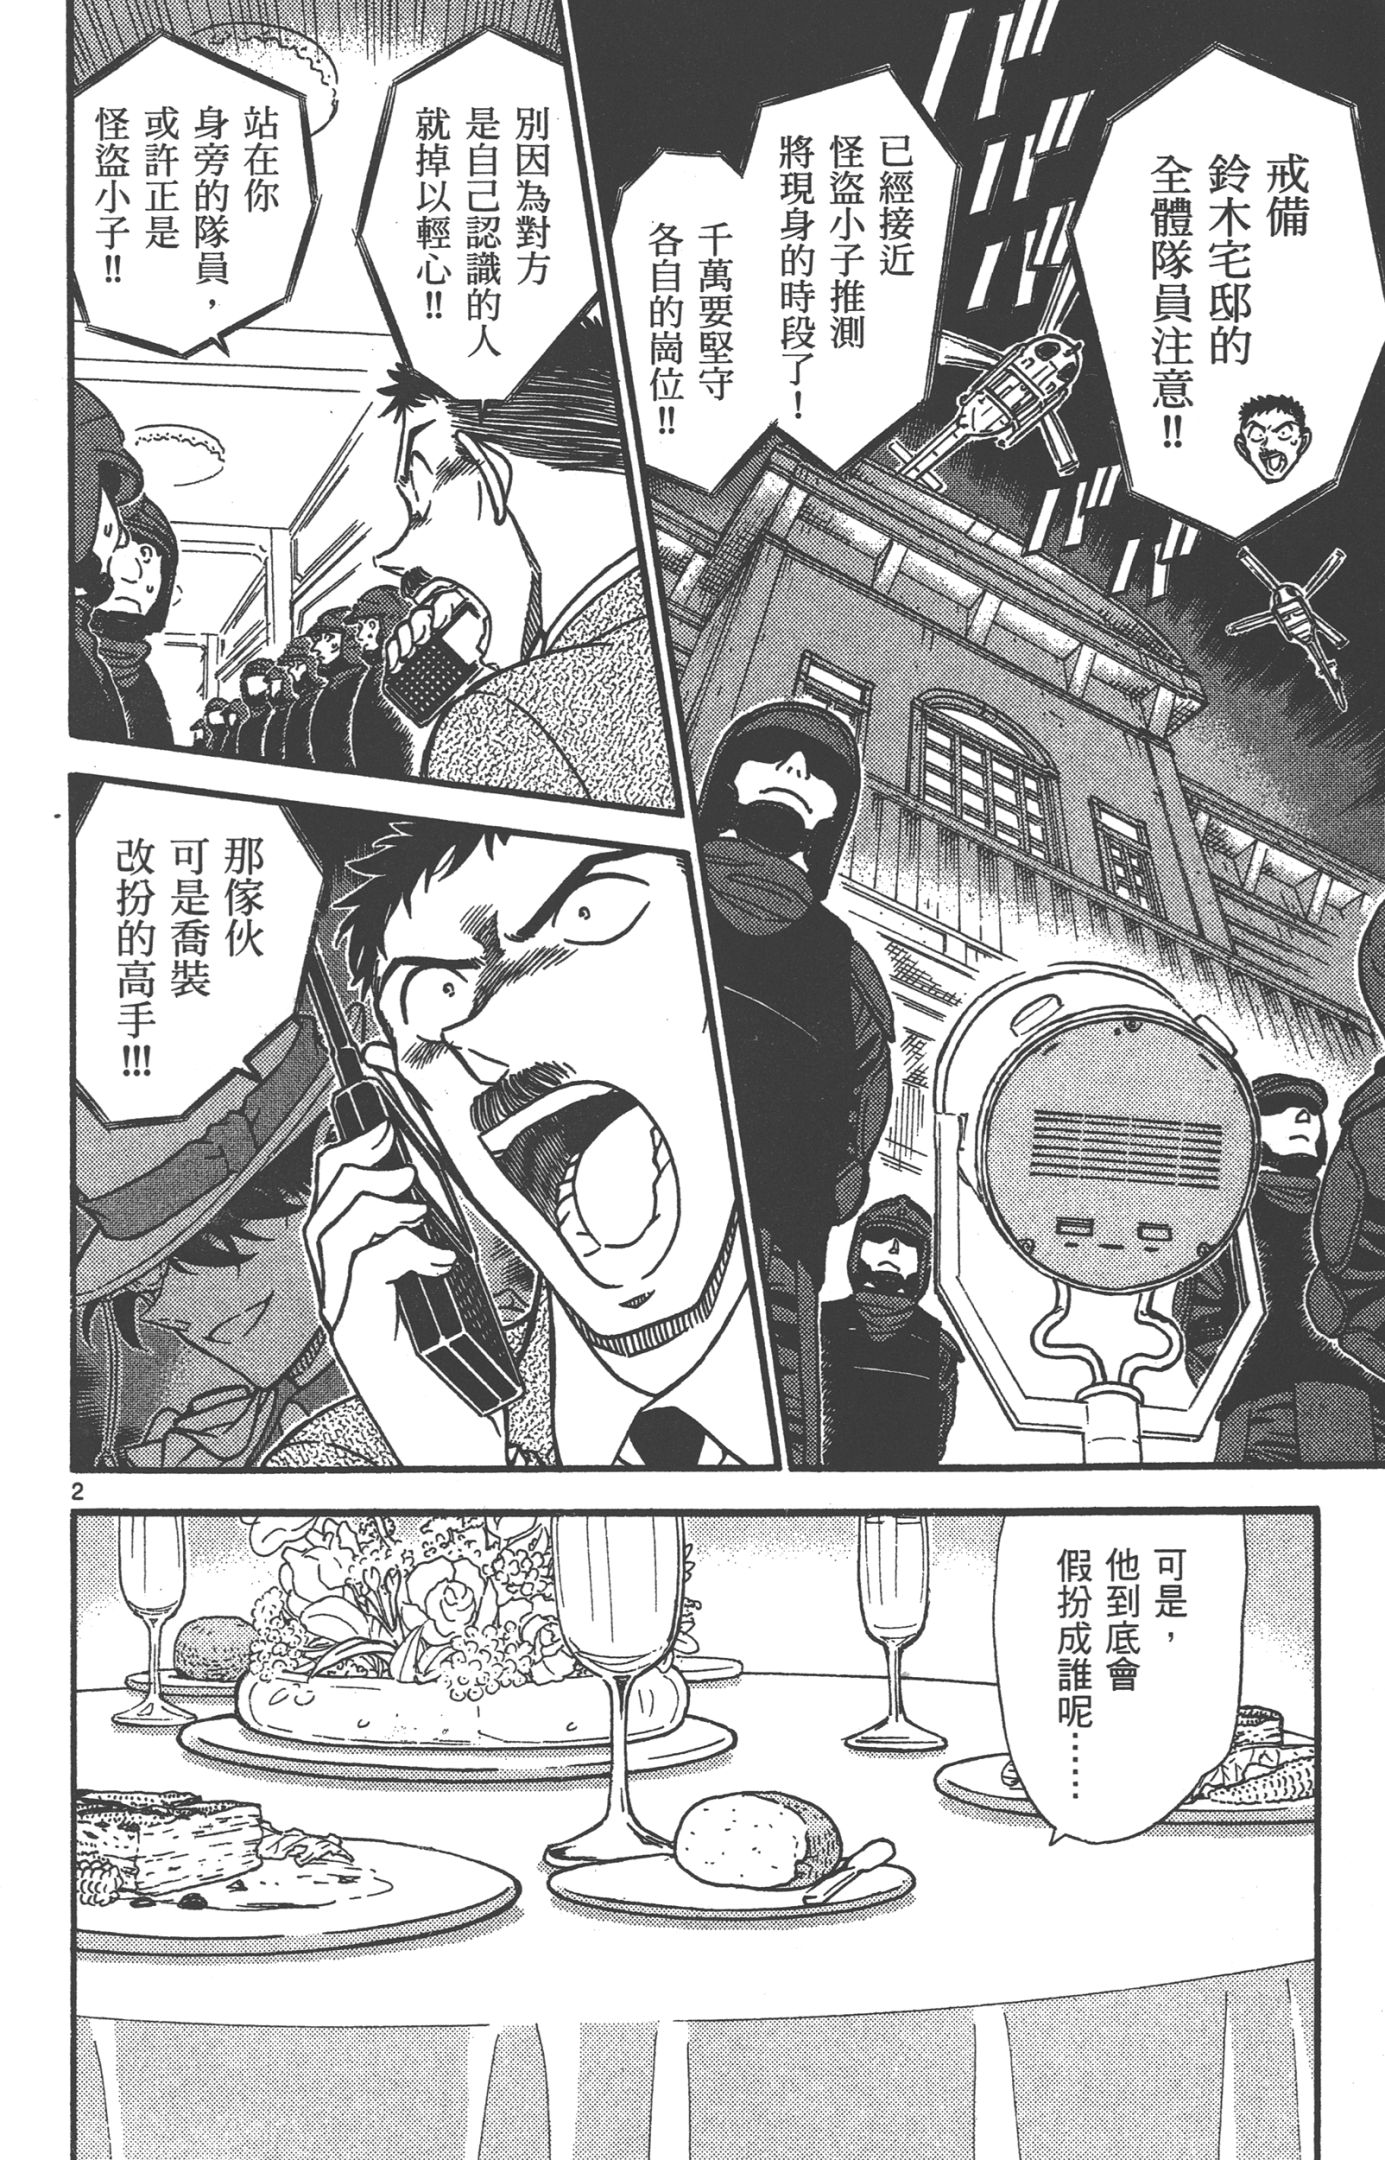 戒備
鈴木宅邸的
全體隊員注意!!
已經接近
怪盜小子推測
將現身的時段了！
千萬要堅守
各自的崗位!!
別因為對方
是自己認識的人
就掉以輕心!!
站在你
身旁的隊員，
或許正是
怪盜小子!!
那傢伙
可是喬裝
改扮的高手!!!
2
可是，
他到底會
假扮成誰呢……